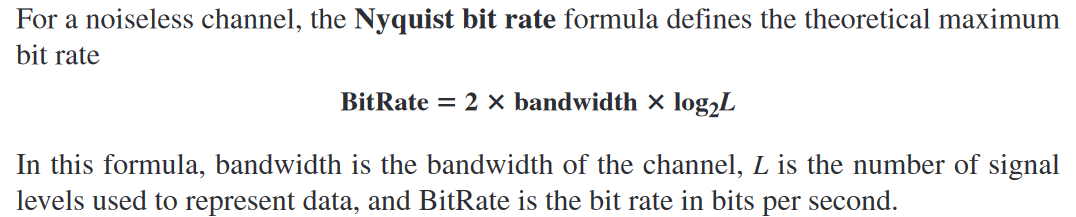 For a noiseless channel, the Nyquist bit rate formula defines the theoretical maximum
bit rate
BitRate = 2 × bandwidth × log₂L
In this formula, bandwidth is the bandwidth of the channel, L is the number of signal
levels used to represent data, and BitRate is the bit rate in bits per second.